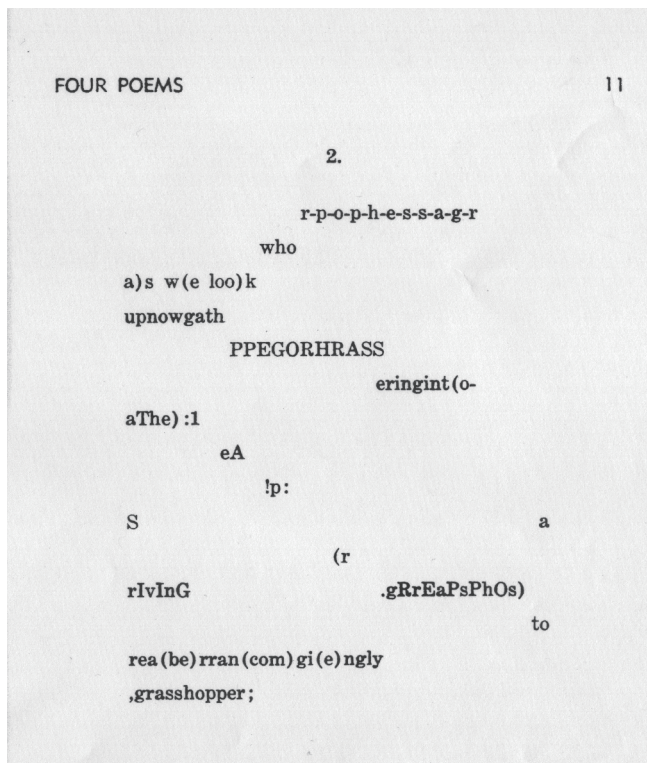 FOUR POEMS 11
2.
r-p-o-p-h-e-s-s-a-g-r
who
a)s w(e loo)k
upnowgath
PPEGORHRASS
eringint(o-
aThe):1
eA
!p:
S a
(r
rIvInG .gRrEaPsPhOs)
to
rea(be)rran(com)gi(e)ngly
,grasshopper;